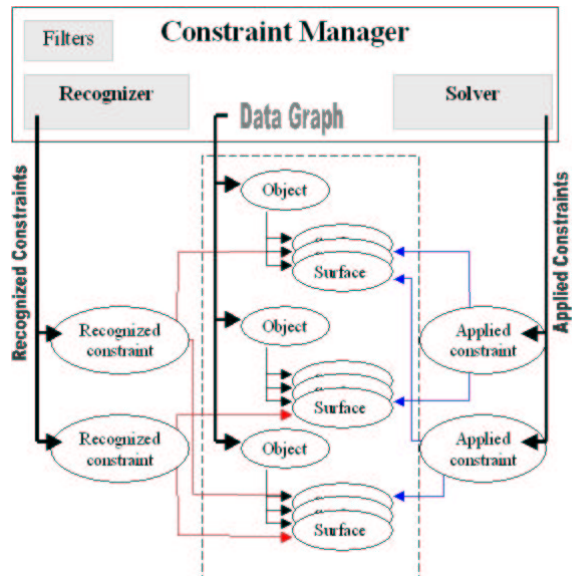 Constraint Manager
Filters
Recognizer
Solver
Data Graph
Recognized Constraints
Applied Constraints
Object
Surface
Recognized
constraint
Object
Applied
constraint
Surface
Recognized
constraint
Object
Applied
constraint
Surface